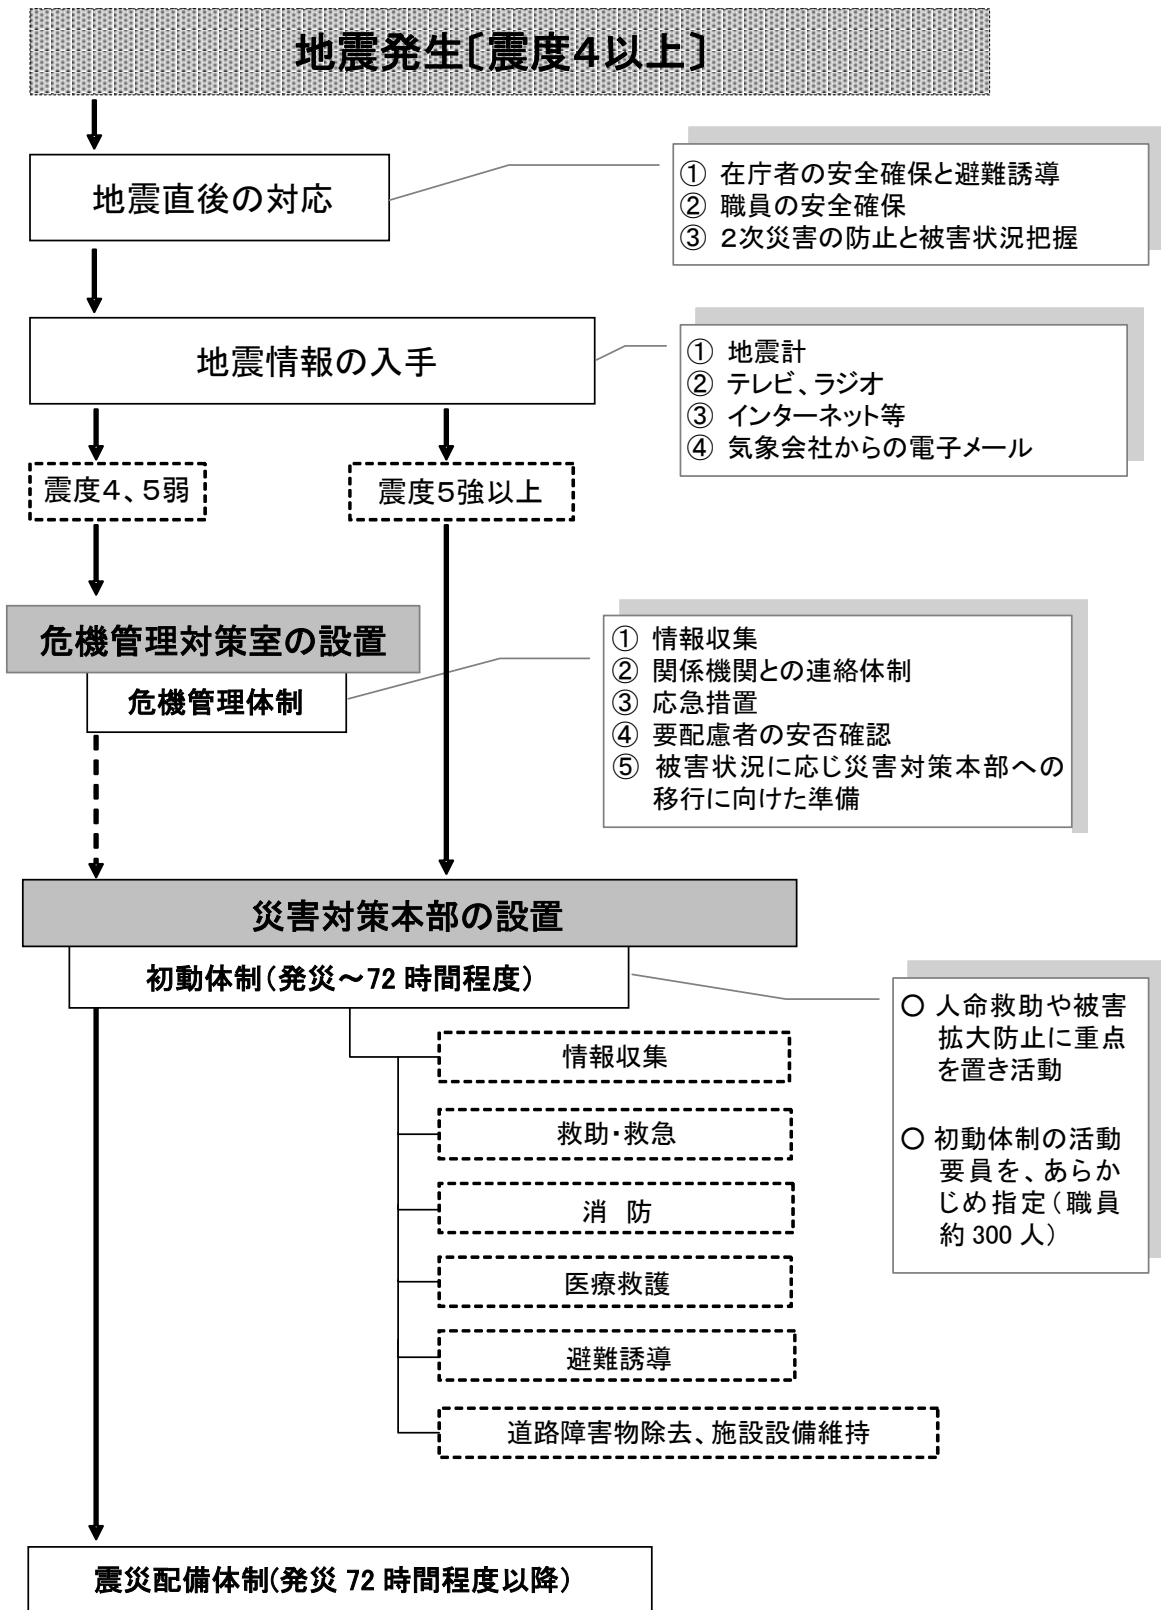 地震発生〔震度４以上〕
地震直後の対応
① 在庁者の安全確保と避難誘導
② 職員の安全確保
③ ２次災害の防止と被害状況把握
地震情報の入手
① 地震計
② テレビ、ラジオ
③ インターネット等
④ 気象会社からの電子メール
震度４、５弱
震度５強以上
危機管理対策室の設置
危機管理体制
① 情報収集
② 関係機関との連絡体制
③ 応急措置
④ 要配慮者の安否確認
⑤ 被害状況に応じ災害対策本部への
移行に向けた準備
災害対策本部の設置
初動体制（発災～72 時間程度）
○ 人命救助や被害
拡大防止に重点
を置き活動
○ 初動体制の活動
要員を、あらか
じめ指定（職員
約 300 人）
情報収集
救助・救急
消　防
医療救護
避難誘導
道路障害物除去、施設設備維持
震災配備体制(発災 72 時間程度以降）